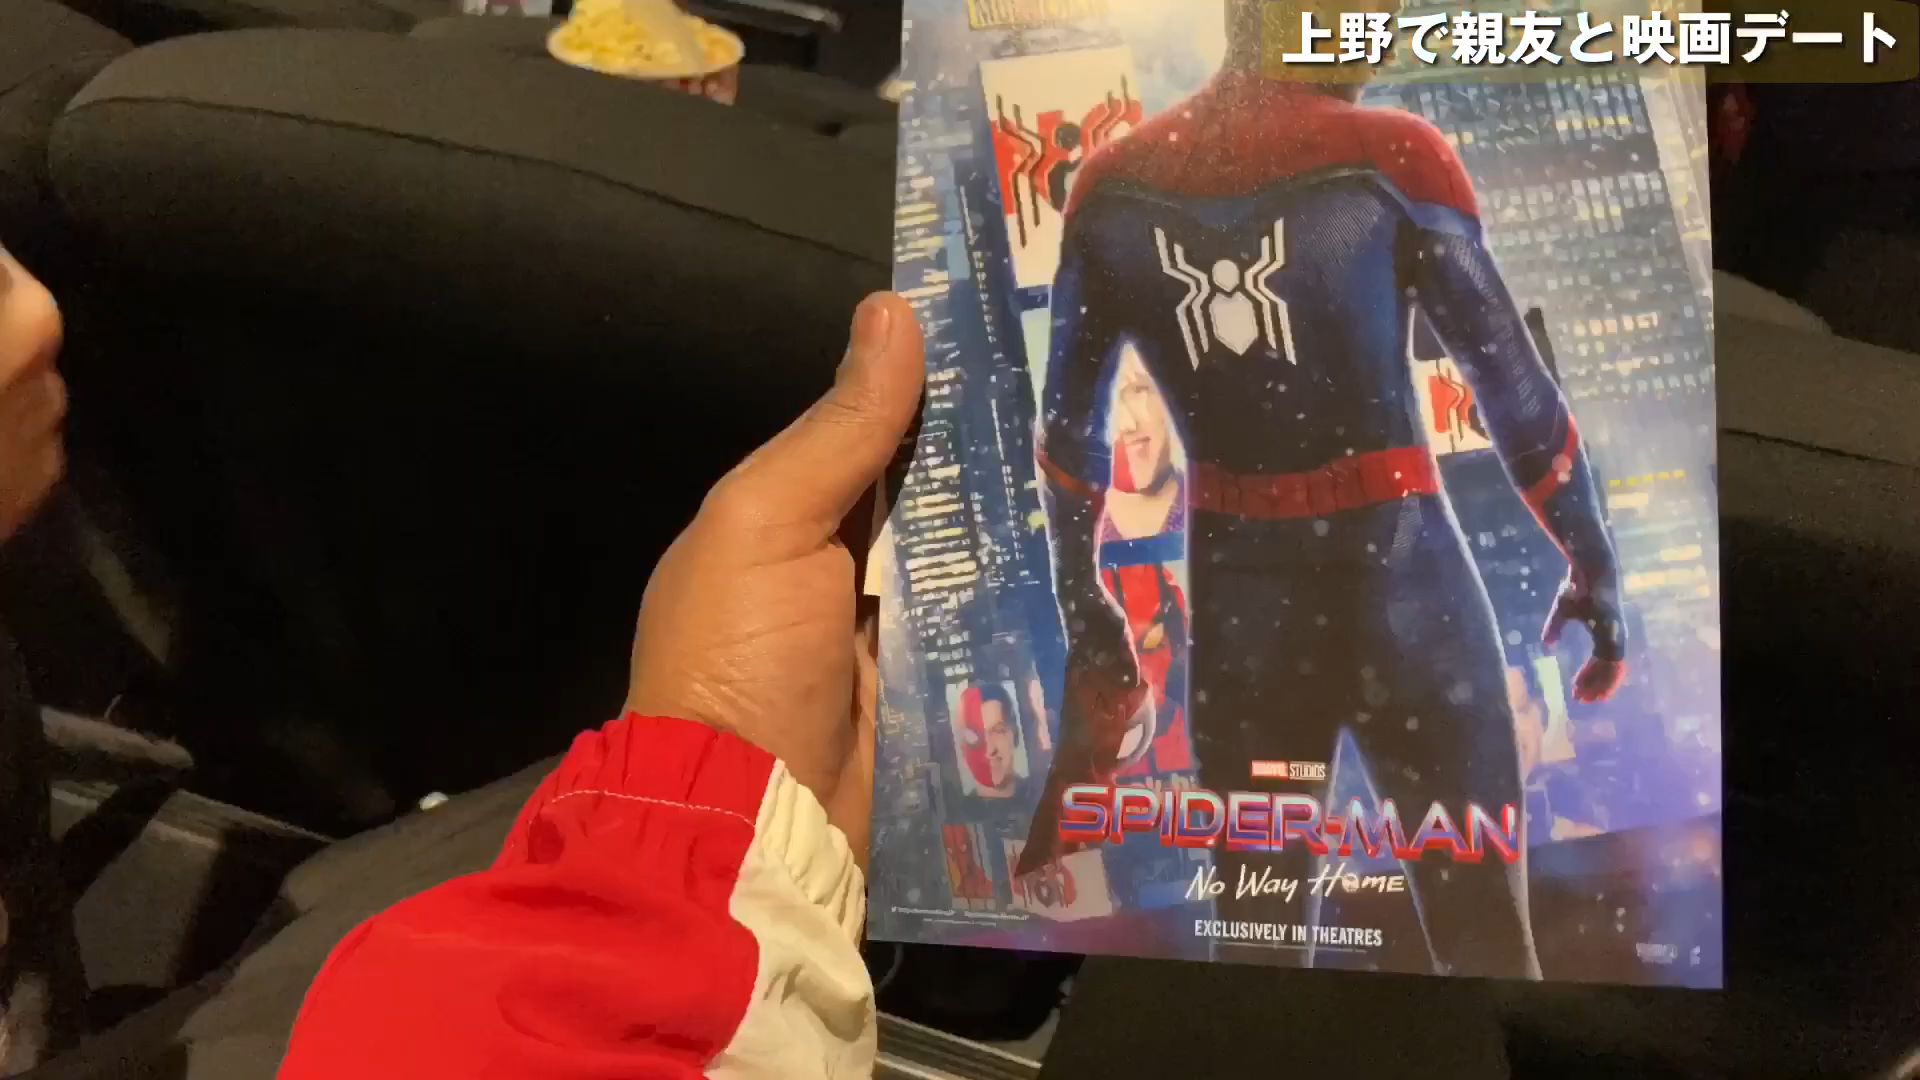 上野で親友と映画デート
MARVEL STUDIOS
SPIDER-MAN
No Way Home
EXCLUSIVELY IN THEATRES